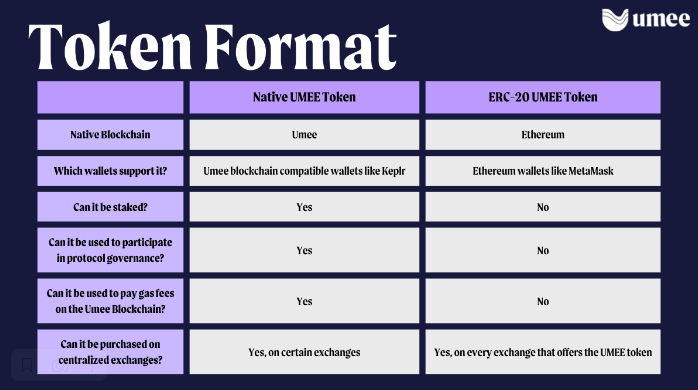 umee
Token Format
Native UMEE Token
ERC-20 UMEE Token
Native Blockchain
Umee
Ethereum
Which wallets support it?
Umee blockchain compatible wallets like Keplr
Ethereum wallets like MetaMask
Can it be staked?
Yes
No
Can it be used to participate
in protocol governance?
Yes
No
Can it be used to pay gas fees
on the Umee Blockchain?
Yes
No
Can it be purchased on
centralized exchanges?
Yes, on certain exchanges
Yes, on every exchange that offers the UMEE token